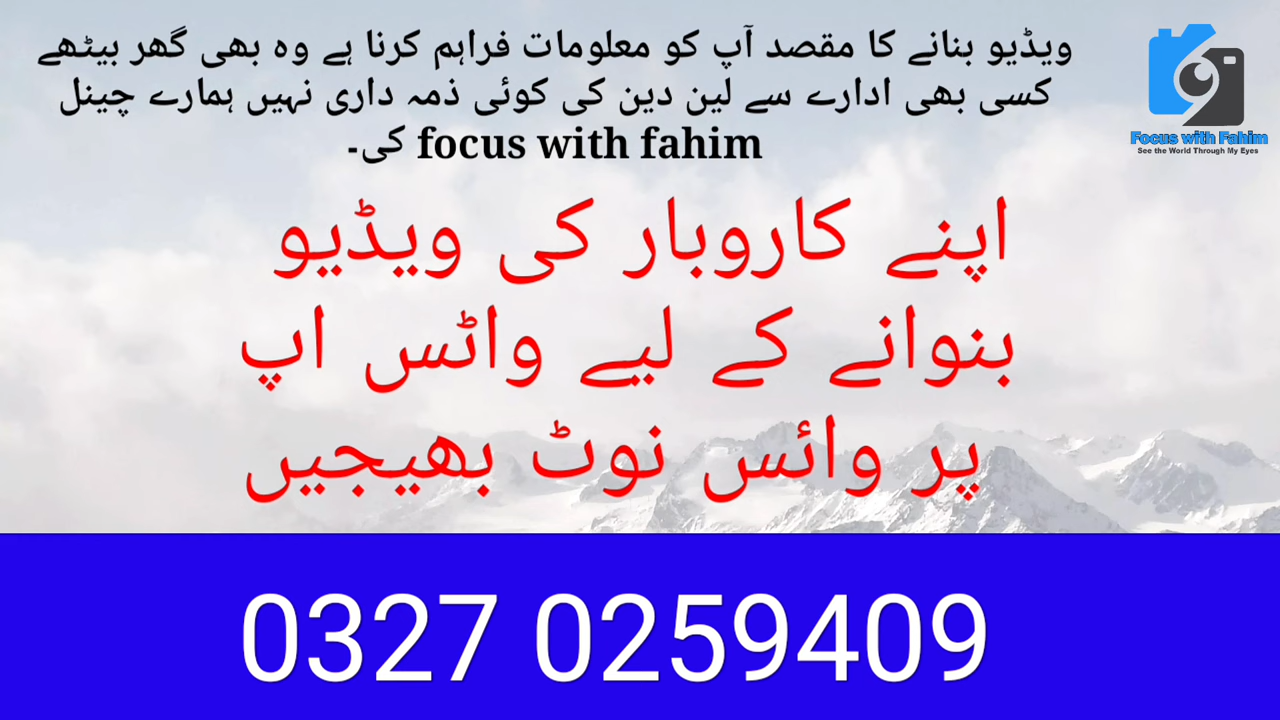 ویڈیو بنانے کا مقصد آپ کو معلومات فراہم کرنا ہے وہ بھی گھر بیٹھے
کسی بھی ادارے سے لین دین کی کوئی ذمہ داری نہیں ہمارے چینل
focus with fahim کی۔
Focus with Fahim
See the World Through My Eyes
اپنے کاروبار کی ویڈیو
بنوانے کے لیے واٹس اپ
پر وائس نوٹ بھیجیں
0327 0259409